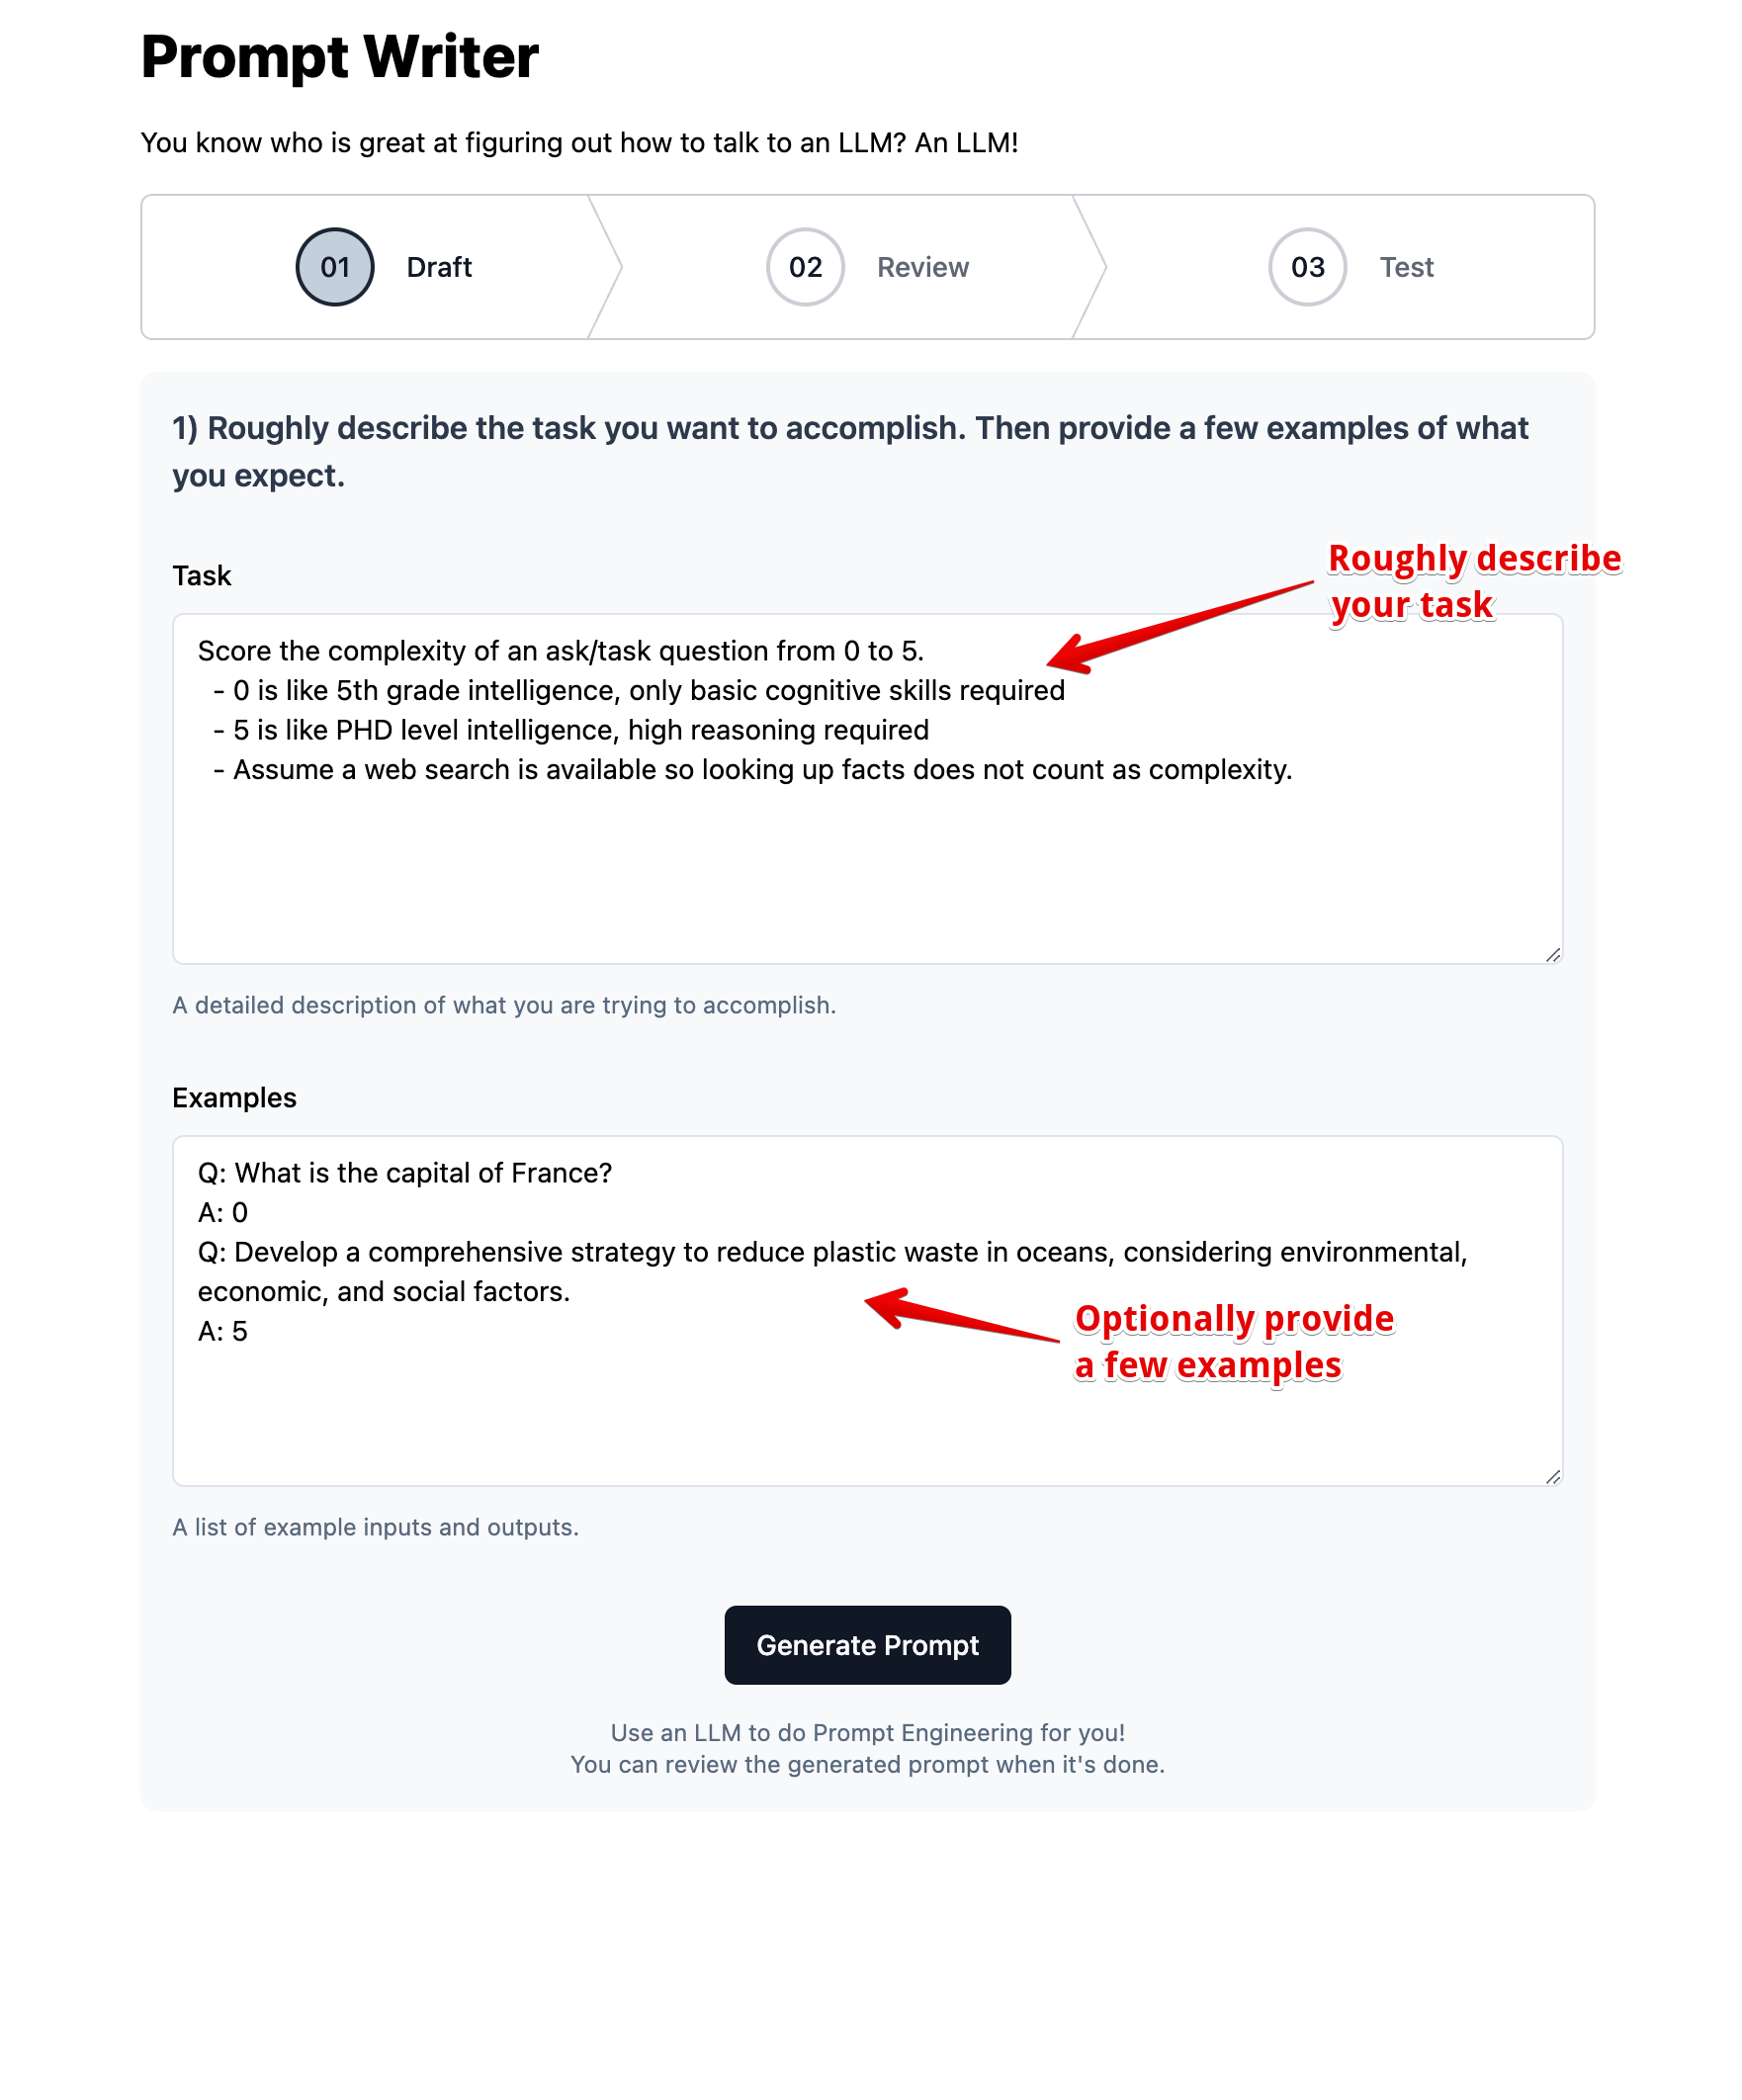 Prompt Writer
You know who is great at figuring out how to talk to an LLM? An LLM!
01 Draft
02 Review
03 Test
1) Roughly describe the task you want to accomplish. Then provide a few examples of what
you expect.
Roughly describe
your task
Task
Score the complexity of an ask/task question from 0 to 5.
- 0 is like 5th grade intelligence, only basic cognitive skills required
- 5 is like PHD level intelligence, high reasoning required
- Assume a web search is available so looking up facts does not count as complexity.
A detailed description of what you are trying to accomplish.
Examples
Q: What is the capital of France?
A: 0
Q: Develop a comprehensive strategy to reduce plastic waste in oceans, considering environmental,
economic, and social factors.
A: 5
Optionally provide
a few examples
A list of example inputs and outputs.
Generate Prompt
Use an LLM to do Prompt Engineering for you!
You can review the generated prompt when it's done.